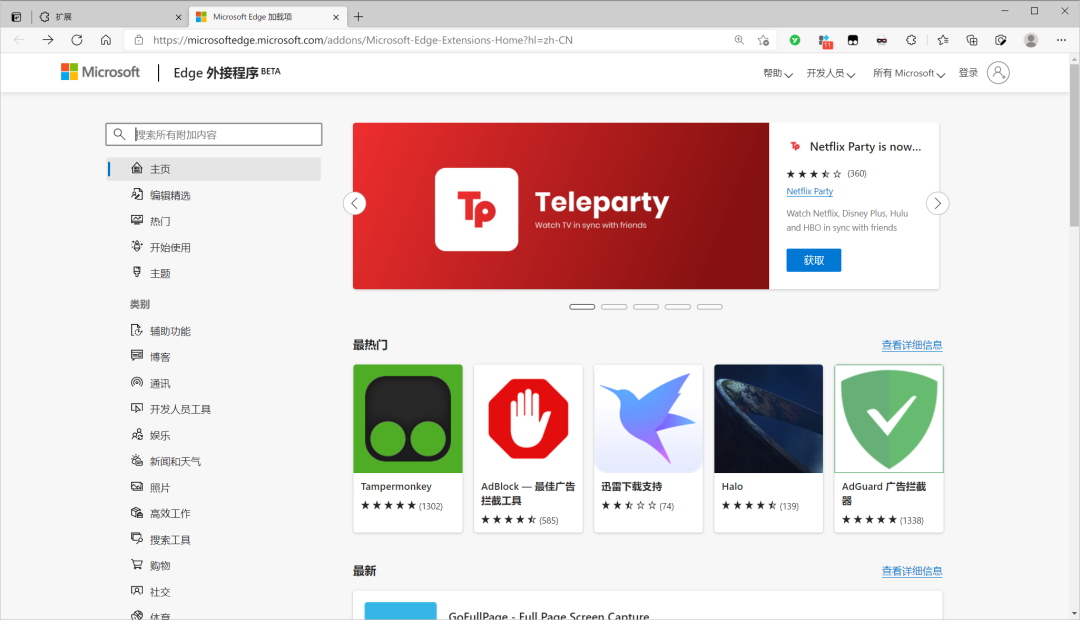 扩展
Microsoft Edge 加载项
https://microsoftedge.microsoft.com/addons/Microsoft-Edge-Extensions-Home?hl=zh-CN
11
Microsoft
Edge 外接程序 BETA
帮助
开发人员
所有 Microsoft
登录
搜索所有附加内容
主页
编辑精选
热门
开始使用
主题
类别
辅助功能
博客
通讯
开发人员工具
娱乐
新闻和天气
照片
高效工作
搜索工具
购物
社交
体育
Tp
Teleparty
Watch TV in sync with friends
Tp
Netflix Party is now...
(360)
Netflix Party
Watch Netflix, Disney Plus, Hulu
and HBO in sync with friends
获取
最热门
查看详细信息
Tampermonkey
(1302)
AdBlock — 最佳广告
拦截工具
(585)
迅雷下载支持
(74)
Halo
(139)
AdGuard 广告拦截
器
(1338)
最新
查看详细信息
GoFullPage - Full Page Screen Capture